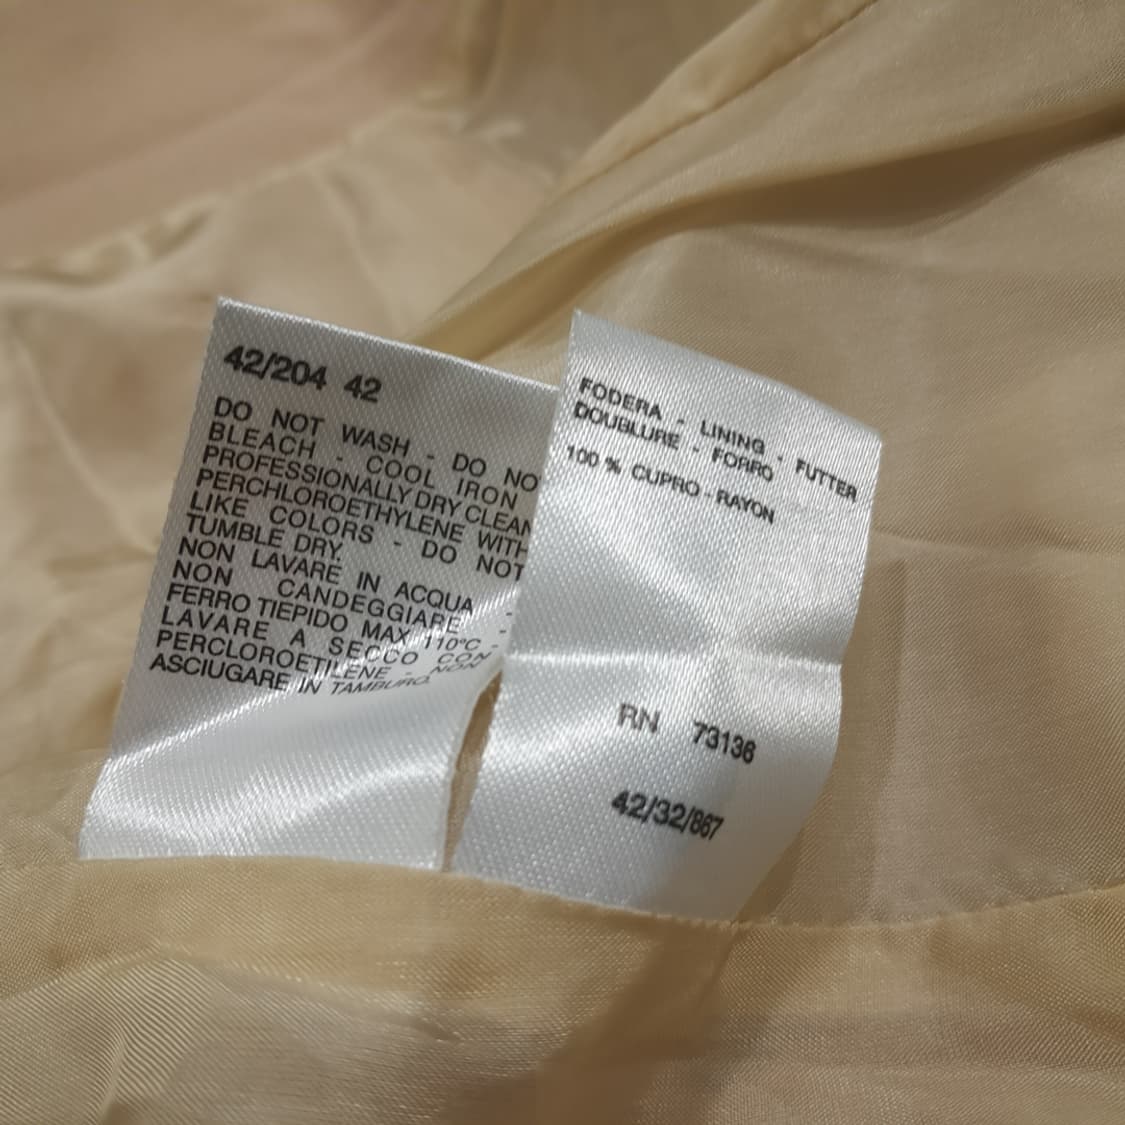 42/204 42
DO NOT WASH - DO NO
BLEACH - COOL IRON
PROFESSIONALLY DRY CLEAN
PERCHLOROETHYLENE WITH
LIKE COLORS - DO NOT
TUMBLE DRY.
NON LAVARE IN ACQUA -
NON CANDEGGIARE -
FERRO TIEPIDO MAX 110°C -
LAVARE A SECCO CON
PERCLOROETILENE - NON
ASCIUGARE IN TAMBURO.
FODERA - LINING - FUTTER
DOUBLURE - FORRO
100 % CUPRO - RAYON
RN 73136
42/32/867